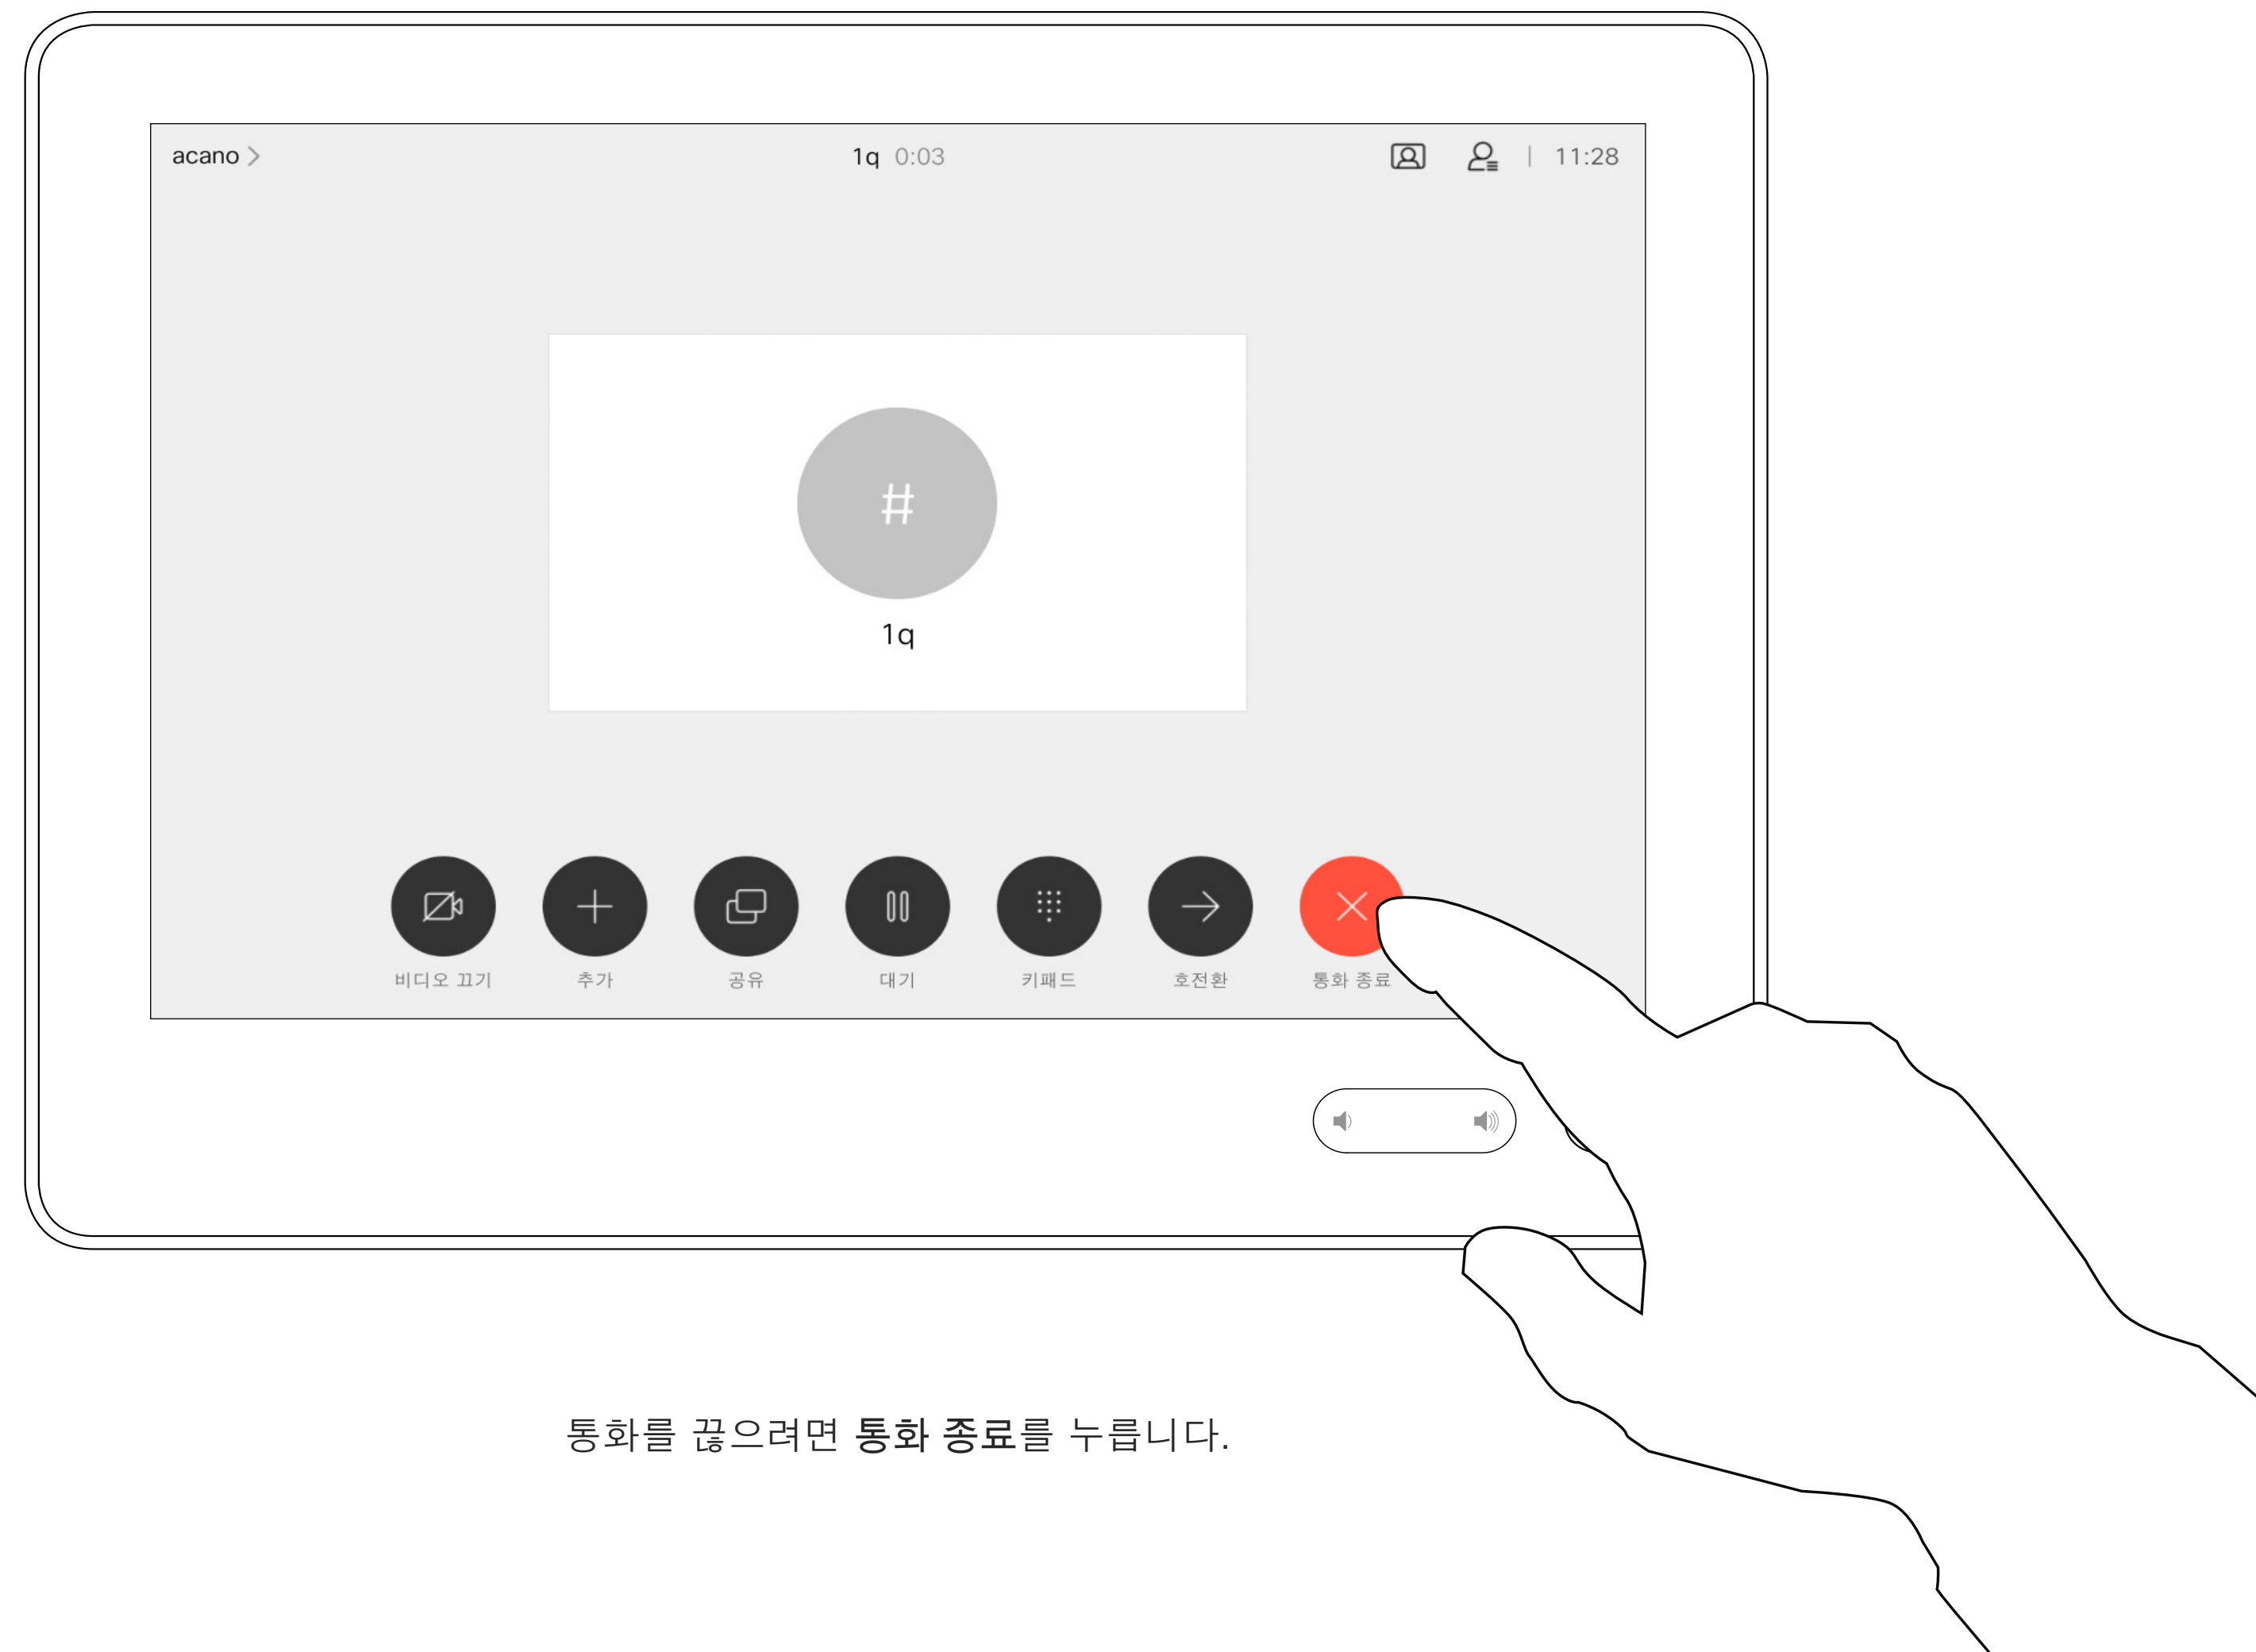 acano
1q 0:03
11:28
#
1q
비디오 끄기
추가
공유
대기
키패드
호전환
통화 종료
통화를 끊으려면 통화 종료를 누릅니다.